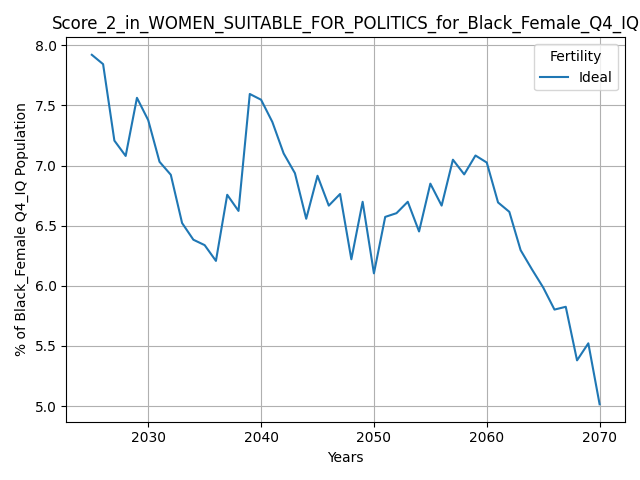 Score_2_in_WOMEN_SUITABLE_FOR_POLITICS_for_Black_Female_Q4_IQ
Fertility
Ideal
% of Black_Female Q4_IQ Population
8.0
7.5
7.0
6.5
6.0
5.5
5.0
2030 2040 2050 2060 2070
Years